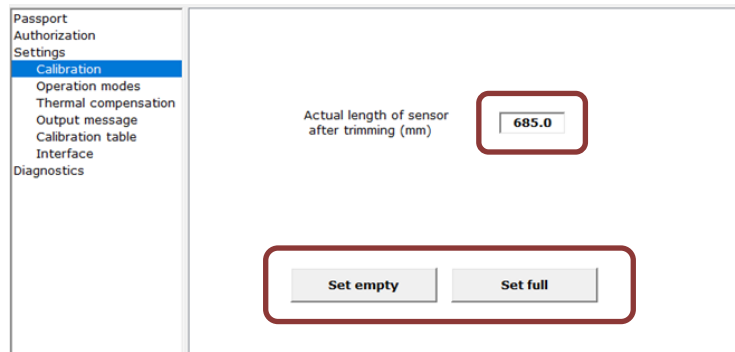 Passport
Authorization
Settings
Calibration
Operation modes
Thermal compensation
Output message
Calibration table
Interface
Diagnostics
Actual length of sensor
after trimming (mm)
685.0
Set empty
Set full